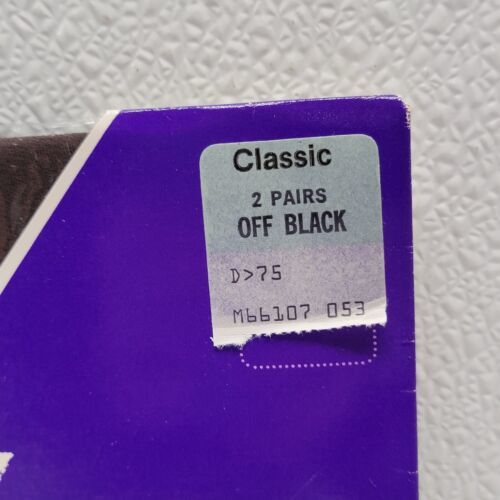 Classic
2 PAIRS
OFF BLACK
D>75
M66107 053